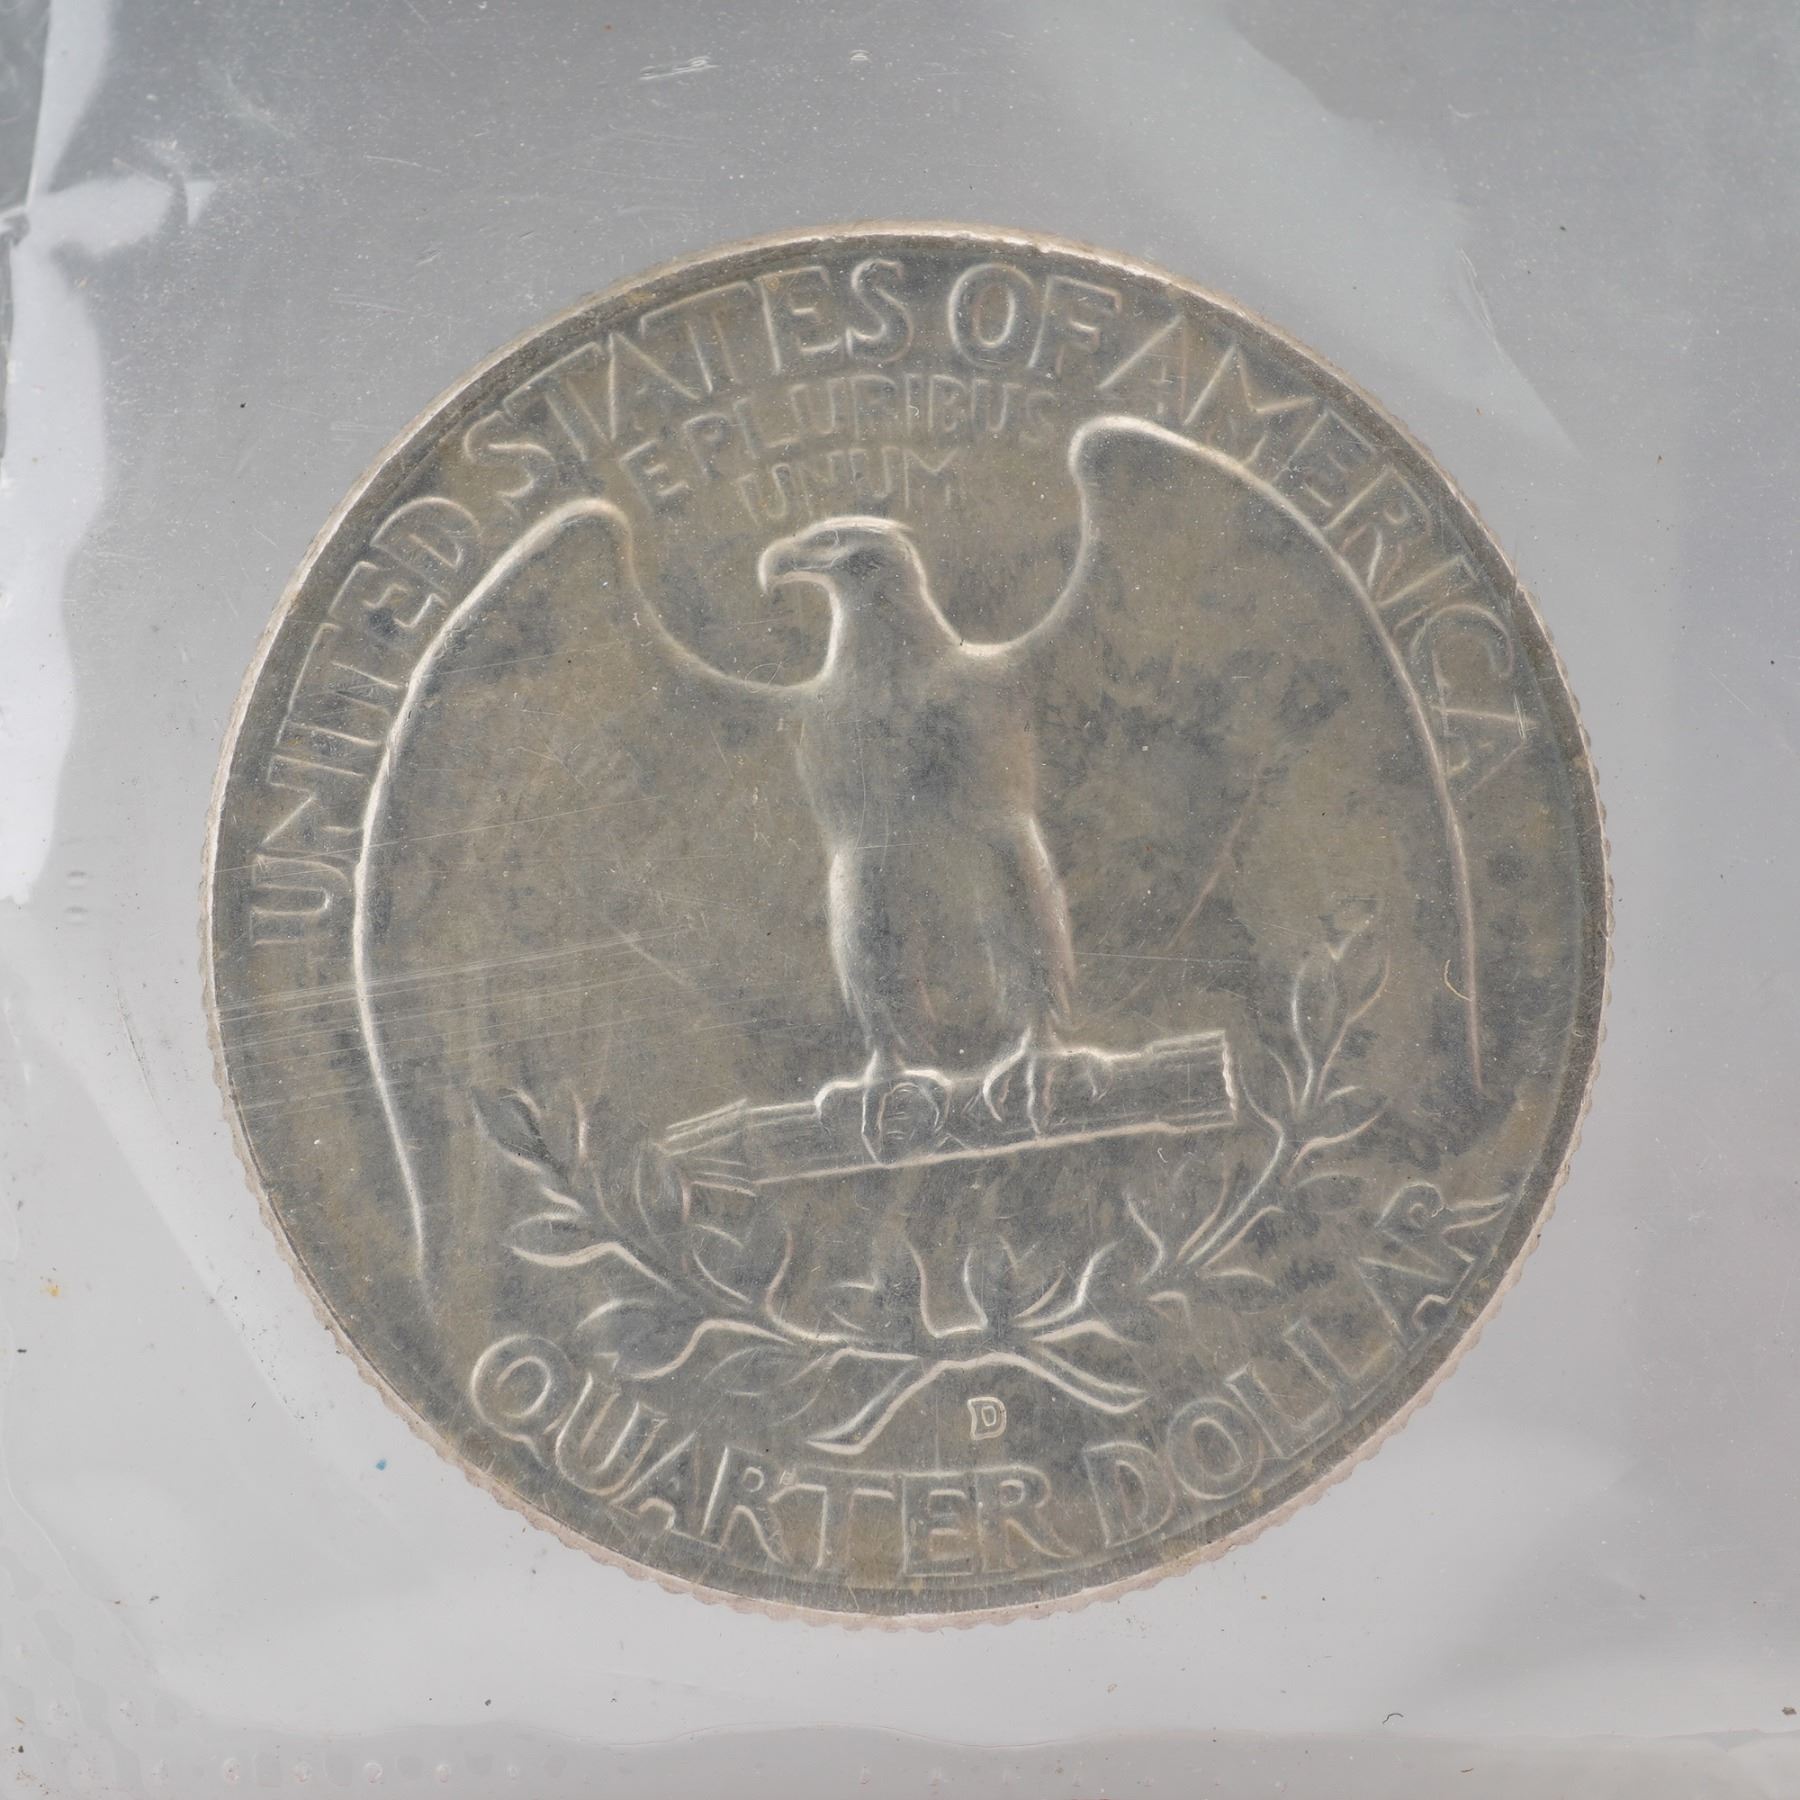 UNITED STATES OF AMERICA
E PLURIBUS
UNUM
D
QUARTER DOLLAR